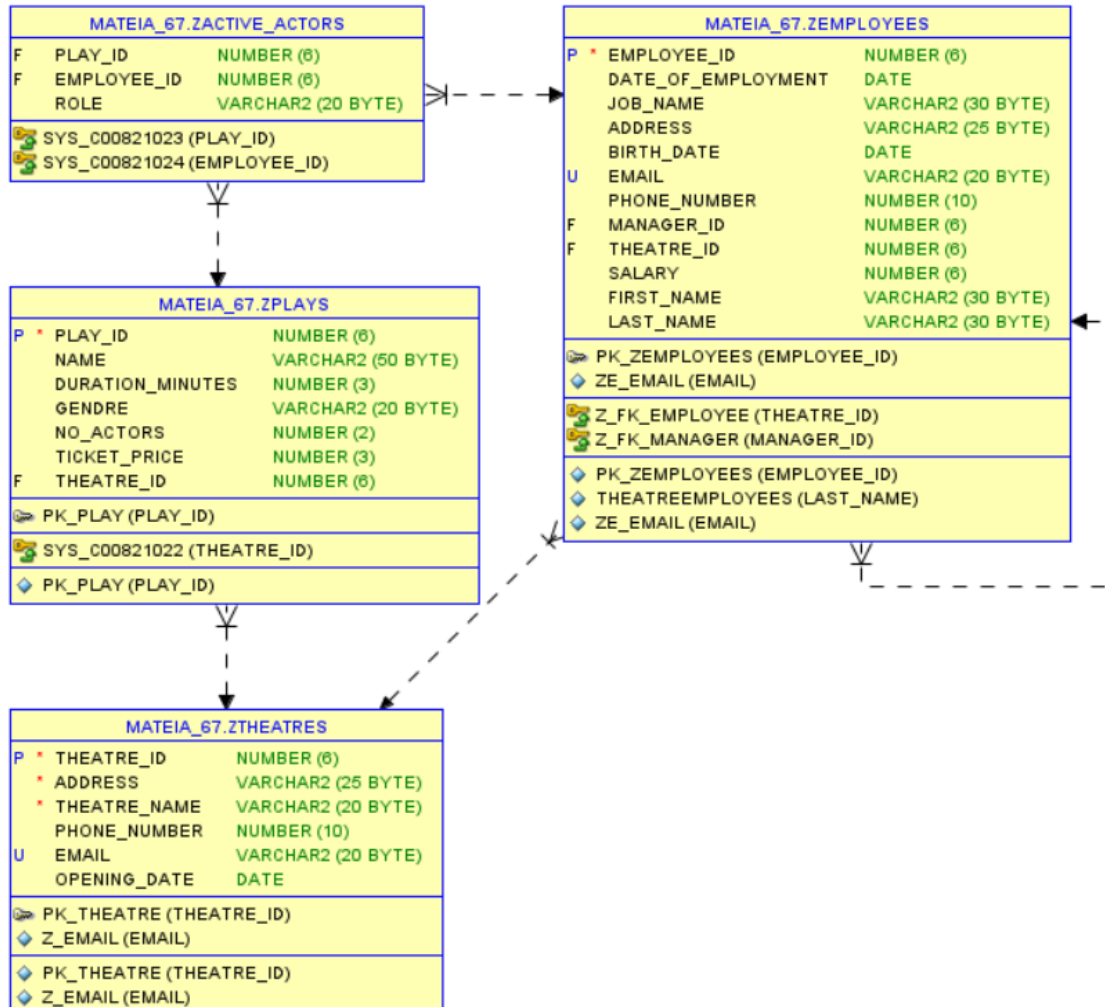 MATEIA_67.ZACTIVE_ACTORS
F PLAY_ID NUMBER (6)
F EMPLOYEE_ID NUMBER (6)
ROLE VARCHAR2 (20 BYTE)
SYS_C00821023 (PLAY_ID)
SYS_C00821024 (EMPLOYEE_ID)
MATEIA_67.ZEMPLOYEES
P * EMPLOYEE_ID NUMBER (6)
DATE_OF_EMPLOYMENT DATE
JOB_NAME VARCHAR2 (30 BYTE)
ADDRESS VARCHAR2 (25 BYTE)
BIRTH_DATE DATE
U EMAIL VARCHAR2 (20 BYTE)
PHONE_NUMBER NUMBER (10)
F MANAGER_ID NUMBER (6)
F THEATRE_ID NUMBER (6)
SALARY NUMBER (6)
FIRST_NAME VARCHAR2 (30 BYTE)
LAST_NAME VARCHAR2 (30 BYTE)
PK_ZEMPLOYEES (EMPLOYEE_ID)
ZE_EMAIL (EMAIL)
Z_FK_EMPLOYEE (THEATRE_ID)
Z_FK_MANAGER (MANAGER_ID)
PK_ZEMPLOYEES (EMPLOYEE_ID)
THEATREEMPLOYEES (LAST_NAME)
ZE_EMAIL (EMAIL)
MATEIA_67.ZPLAYS
P * PLAY_ID NUMBER (6)
NAME VARCHAR2 (50 BYTE)
DURATION_MINUTES NUMBER (3)
GENDRE VARCHAR2 (20 BYTE)
NO_ACTORS NUMBER (2)
TICKET_PRICE NUMBER (3)
F THEATRE_ID NUMBER (6)
PK_PLAY (PLAY_ID)
SYS_C00821022 (THEATRE_ID)
PK_PLAY (PLAY_ID)
MATEIA_67.ZTHEATRES
P * THEATRE_ID NUMBER (6)
* ADDRESS VARCHAR2 (25 BYTE)
* THEATRE_NAME VARCHAR2 (20 BYTE)
PHONE_NUMBER NUMBER (10)
U EMAIL VARCHAR2 (20 BYTE)
OPENING_DATE DATE
PK_THEATRE (THEATRE_ID)
Z_EMAIL (EMAIL)
PK_THEATRE (THEATRE_ID)
Z_EMAIL (EMAIL)